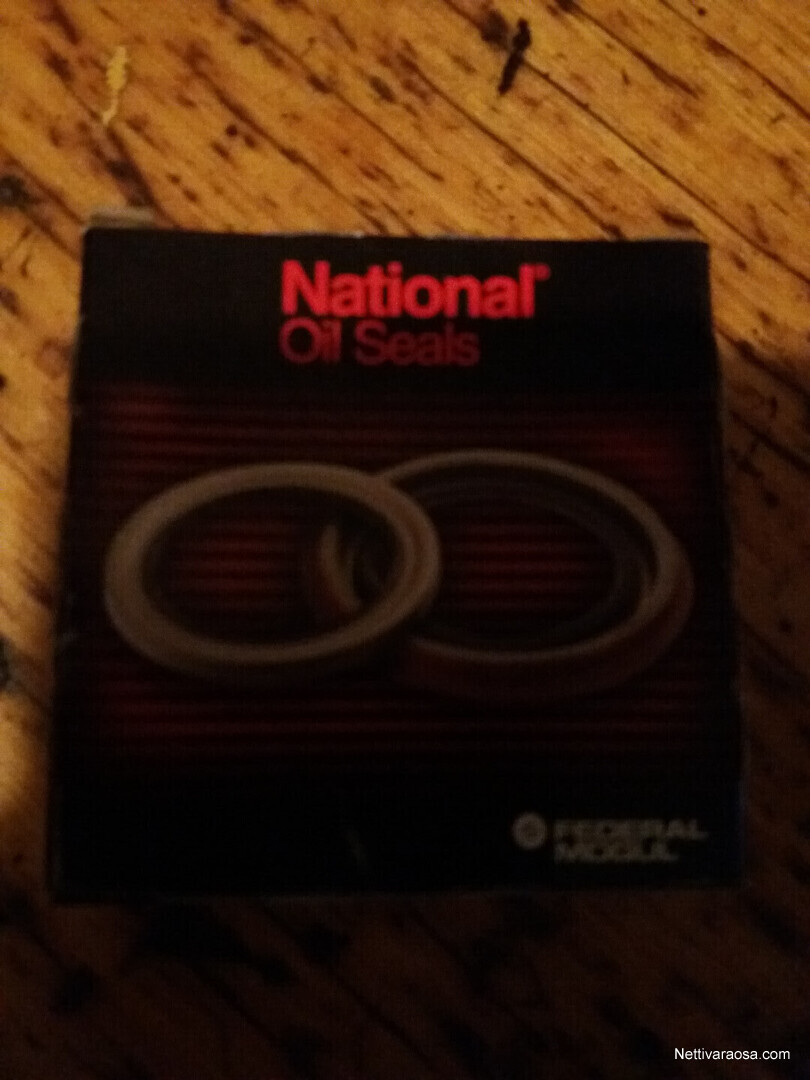 National®
Oil Seals
FEDERAL
MOGUL
Nettivaraosa.com